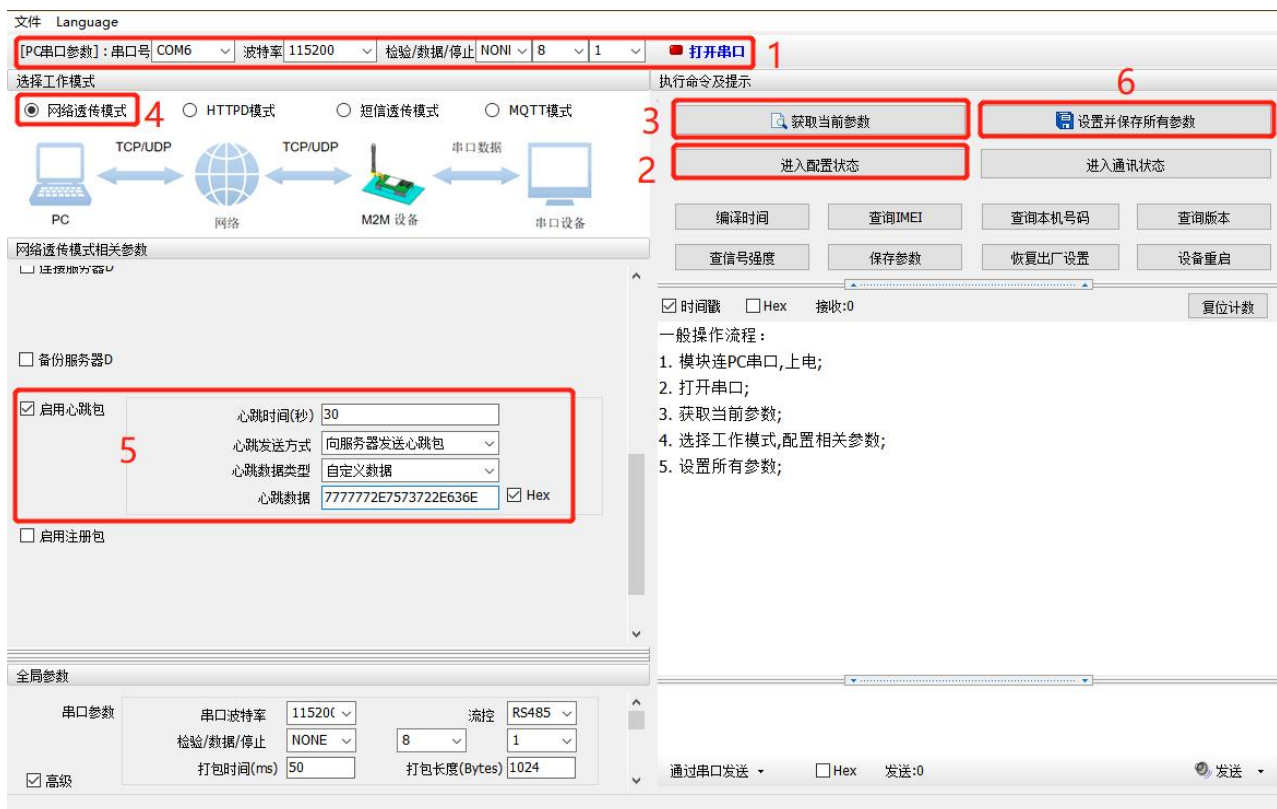 文件 Language
[PC串口参数]：串口号 COM6 波特率 115200 检验/数据/停止 NONI 8 1 打开串口 1
选择工作模式
网络透传模式 4 HTTPD模式 短信透传模式 MQTT模式
TCP/UDP TCP/UDP 串口数据
PC 网络 M2M 设备 串口设备
网络透传模式相关参数
连接服务器D
备份服务器D
启用心跳包 心跳时间(秒) 30
5 心跳发送方式 向服务器发送心跳包
心跳数据类型 自定义数据
心跳数据 7777772E7573722E636E Hex
启用注册包
全局参数
串口参数 串口波特率 115200 流控 RS485
检验/数据/停止 NONE 8 1
打包时间(ms) 50 打包长度(Bytes) 1024
高级
执行命令及提示 6
3 获取当前参数 设置并保存所有参数
2 进入配置状态 进入通讯状态
编译时间 查询IMEI 查询本机号码 查询版本
查信号强度 保存参数 恢复出厂设置 设备重启
时间戳 Hex 接收:0 复位计数
一般操作流程：
1. 模块连PC串口,上电;
2. 打开串口;
3. 获取当前参数;
4. 选择工作模式,配置相关参数;
5. 设置所有参数;
通过串口发送 Hex 发送:0 发送